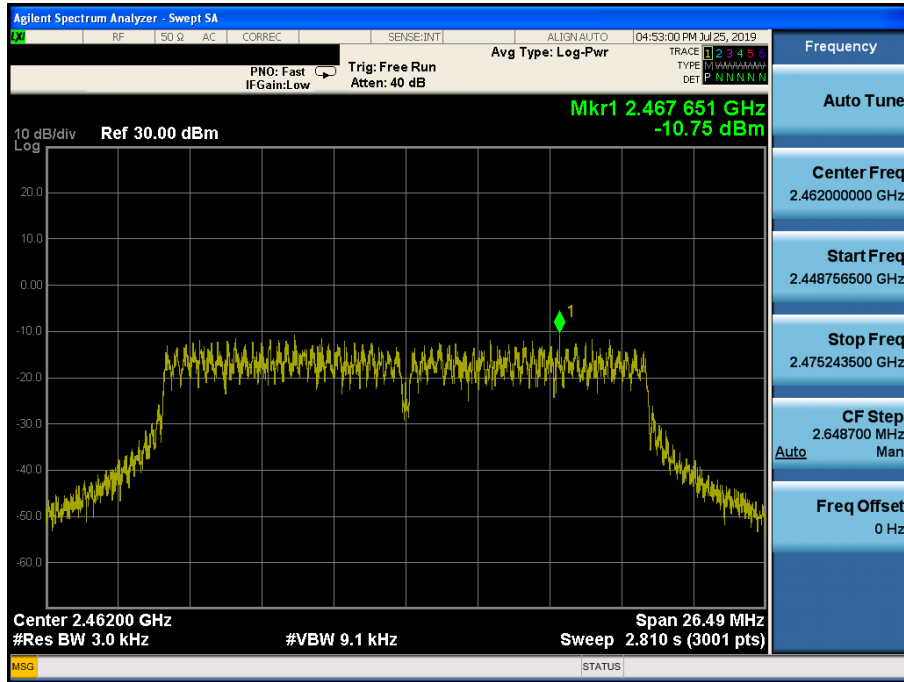 Agilent Spectrum Analyzer - Swept SA
LXI RF 50 Ω AC CORREC SENSE:INT ALIGNAUTO 04:53:00 PM Jul 25, 2019
Frequency
PNO: Fast
IFGain:Low
Trig: Free Run
Atten: 40 dB
Avg Type: Log-Pwr
TRACE 1 2 3 4 5 6
TYPE M WWWWW
DET P N N N N N
Auto Tune
Mkr1 2.467 651 GHz
-10.75 dBm
10 dB/div
Log
Ref 30.00 dBm
20.0
10.0
0.00
-10.0
-20.0
-30.0
-40.0
-50.0
-60.0
1
Center Freq
2.462000000 GHz
Start Freq
2.448756500 GHz
Stop Freq
2.475243500 GHz
CF Step
2.648700 MHz
Auto Man
Freq Offset
0 Hz
Center 2.46200 GHz
Span 26.49 MHz
#Res BW 3.0 kHz
#VBW 9.1 kHz
Sweep 2.810 s (3001 pts)
MSG
STATUS